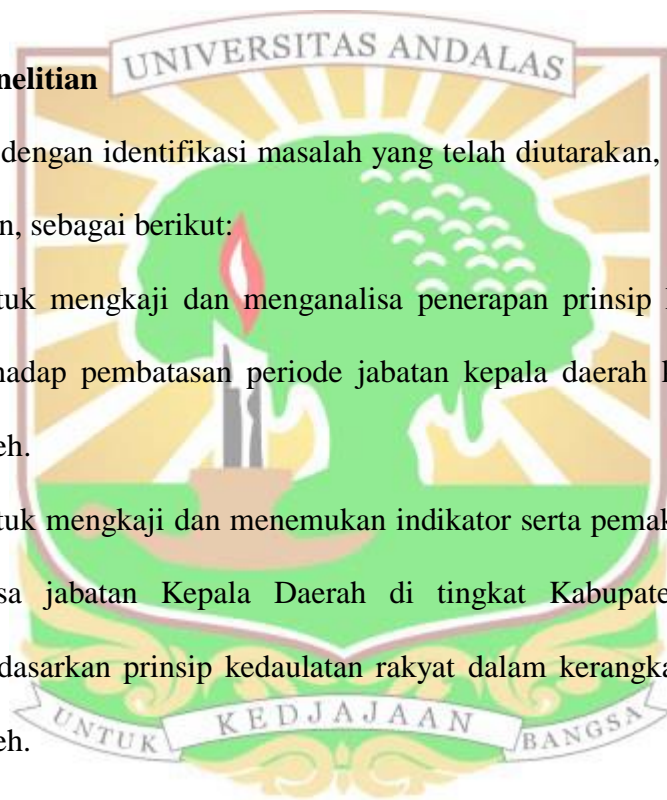 UNIVERSITAS ANDALAS
nelitian
dengan identifikasi masalah yang telah diutarakan,
n, sebagai berikut:
tuk mengkaji dan menganalisa penerapan prinsip
hadap pembatasan periode jabatan kepala daerah
eh.
tuk mengkaji dan menemukan indikator serta pemak
sa jabatan Kepala Daerah di tingkat Kabupate
dasarkan prinsip kedaulatan rakyat dalam kerangka
eh.
UNTUK KEDJAJAAN BANGSA